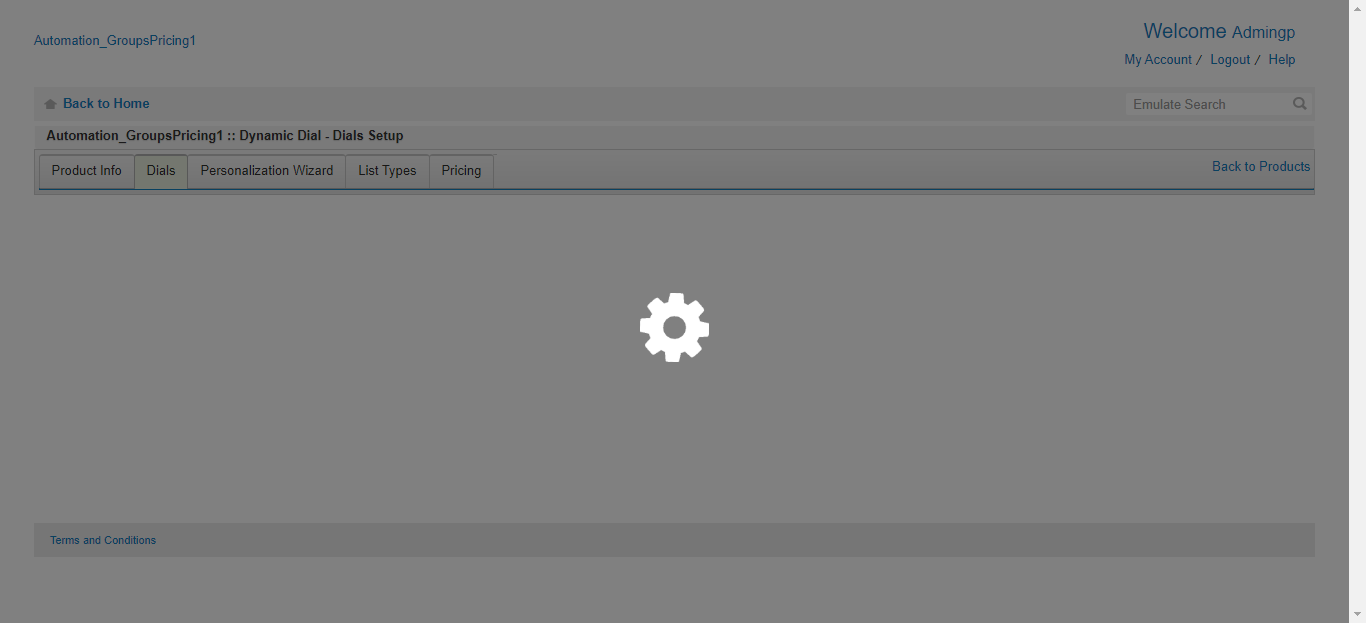 Automation_GroupsPricing1
Welcome Admingp
My Account / Logout / Help
Back to Home
Emulate Search
Automation_GroupsPricing1 :: Dynamic Dial - Dials Setup
Product Info Dials Personalization Wizard List Types Pricing
Back to Products
Terms and Conditions